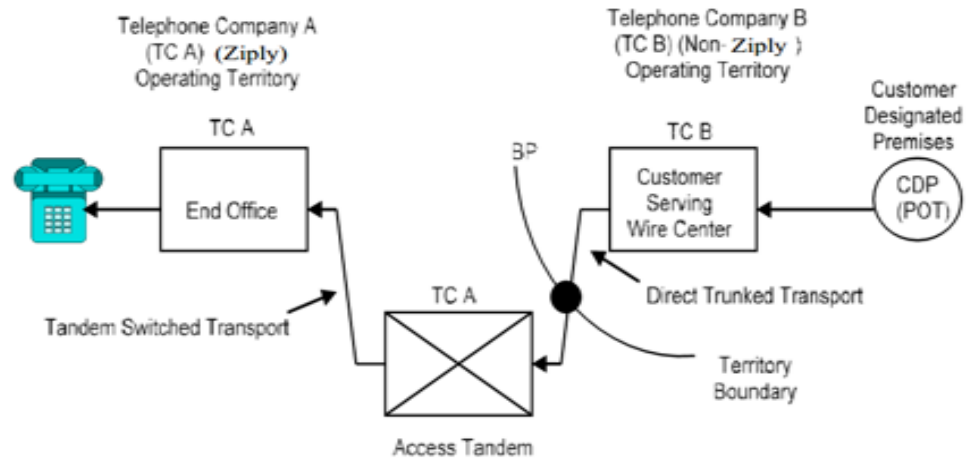 Telephone Company A
(TC A) (Ziply)
Operating Territory
Telephone Company B
(TC B) (Non- Ziply )
Operating Territory
Customer
Designated
Premises
TC A
BP
TC B
End Office
Customer
Serving
Wire Center
CDP
(POT)
Tandem Switched Transport
TC A
Direct Trunked Transport
Territory
Boundary
Access Tandem